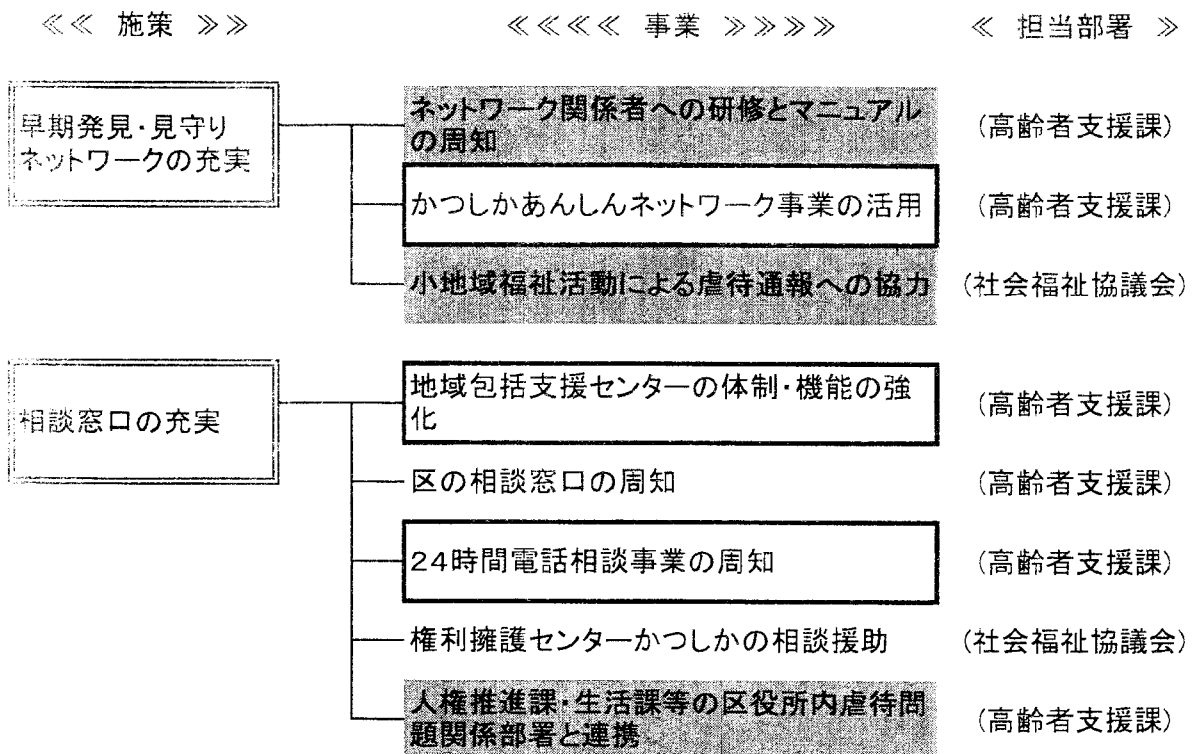 ≪≪ 施策 ≫≫ ≪≪≪≪ 事業 ≫≫≫≫ ≪ 担当部署 ≫
早期発見・見守り
ネットワークの充実
ネットワーク関係者への研修とマニュアル
の周知
(高齢者支援課)
かつしかあんしんネットワーク事業の活用
(高齢者支援課)
小地域福祉活動による虐待通報への協力
(社会福祉協議会)
相談窓口の充実
地域包括支援センターの体制・機能の強
化
(高齢者支援課)
区の相談窓口の周知
(高齢者支援課)
24時間電話相談事業の周知
(高齢者支援課)
権利擁護センターかつしかの相談援助
(社会福祉協議会)
人権推進課・生活課等の区役所内虐待問
題関係部署と連携
(高齢者支援課)